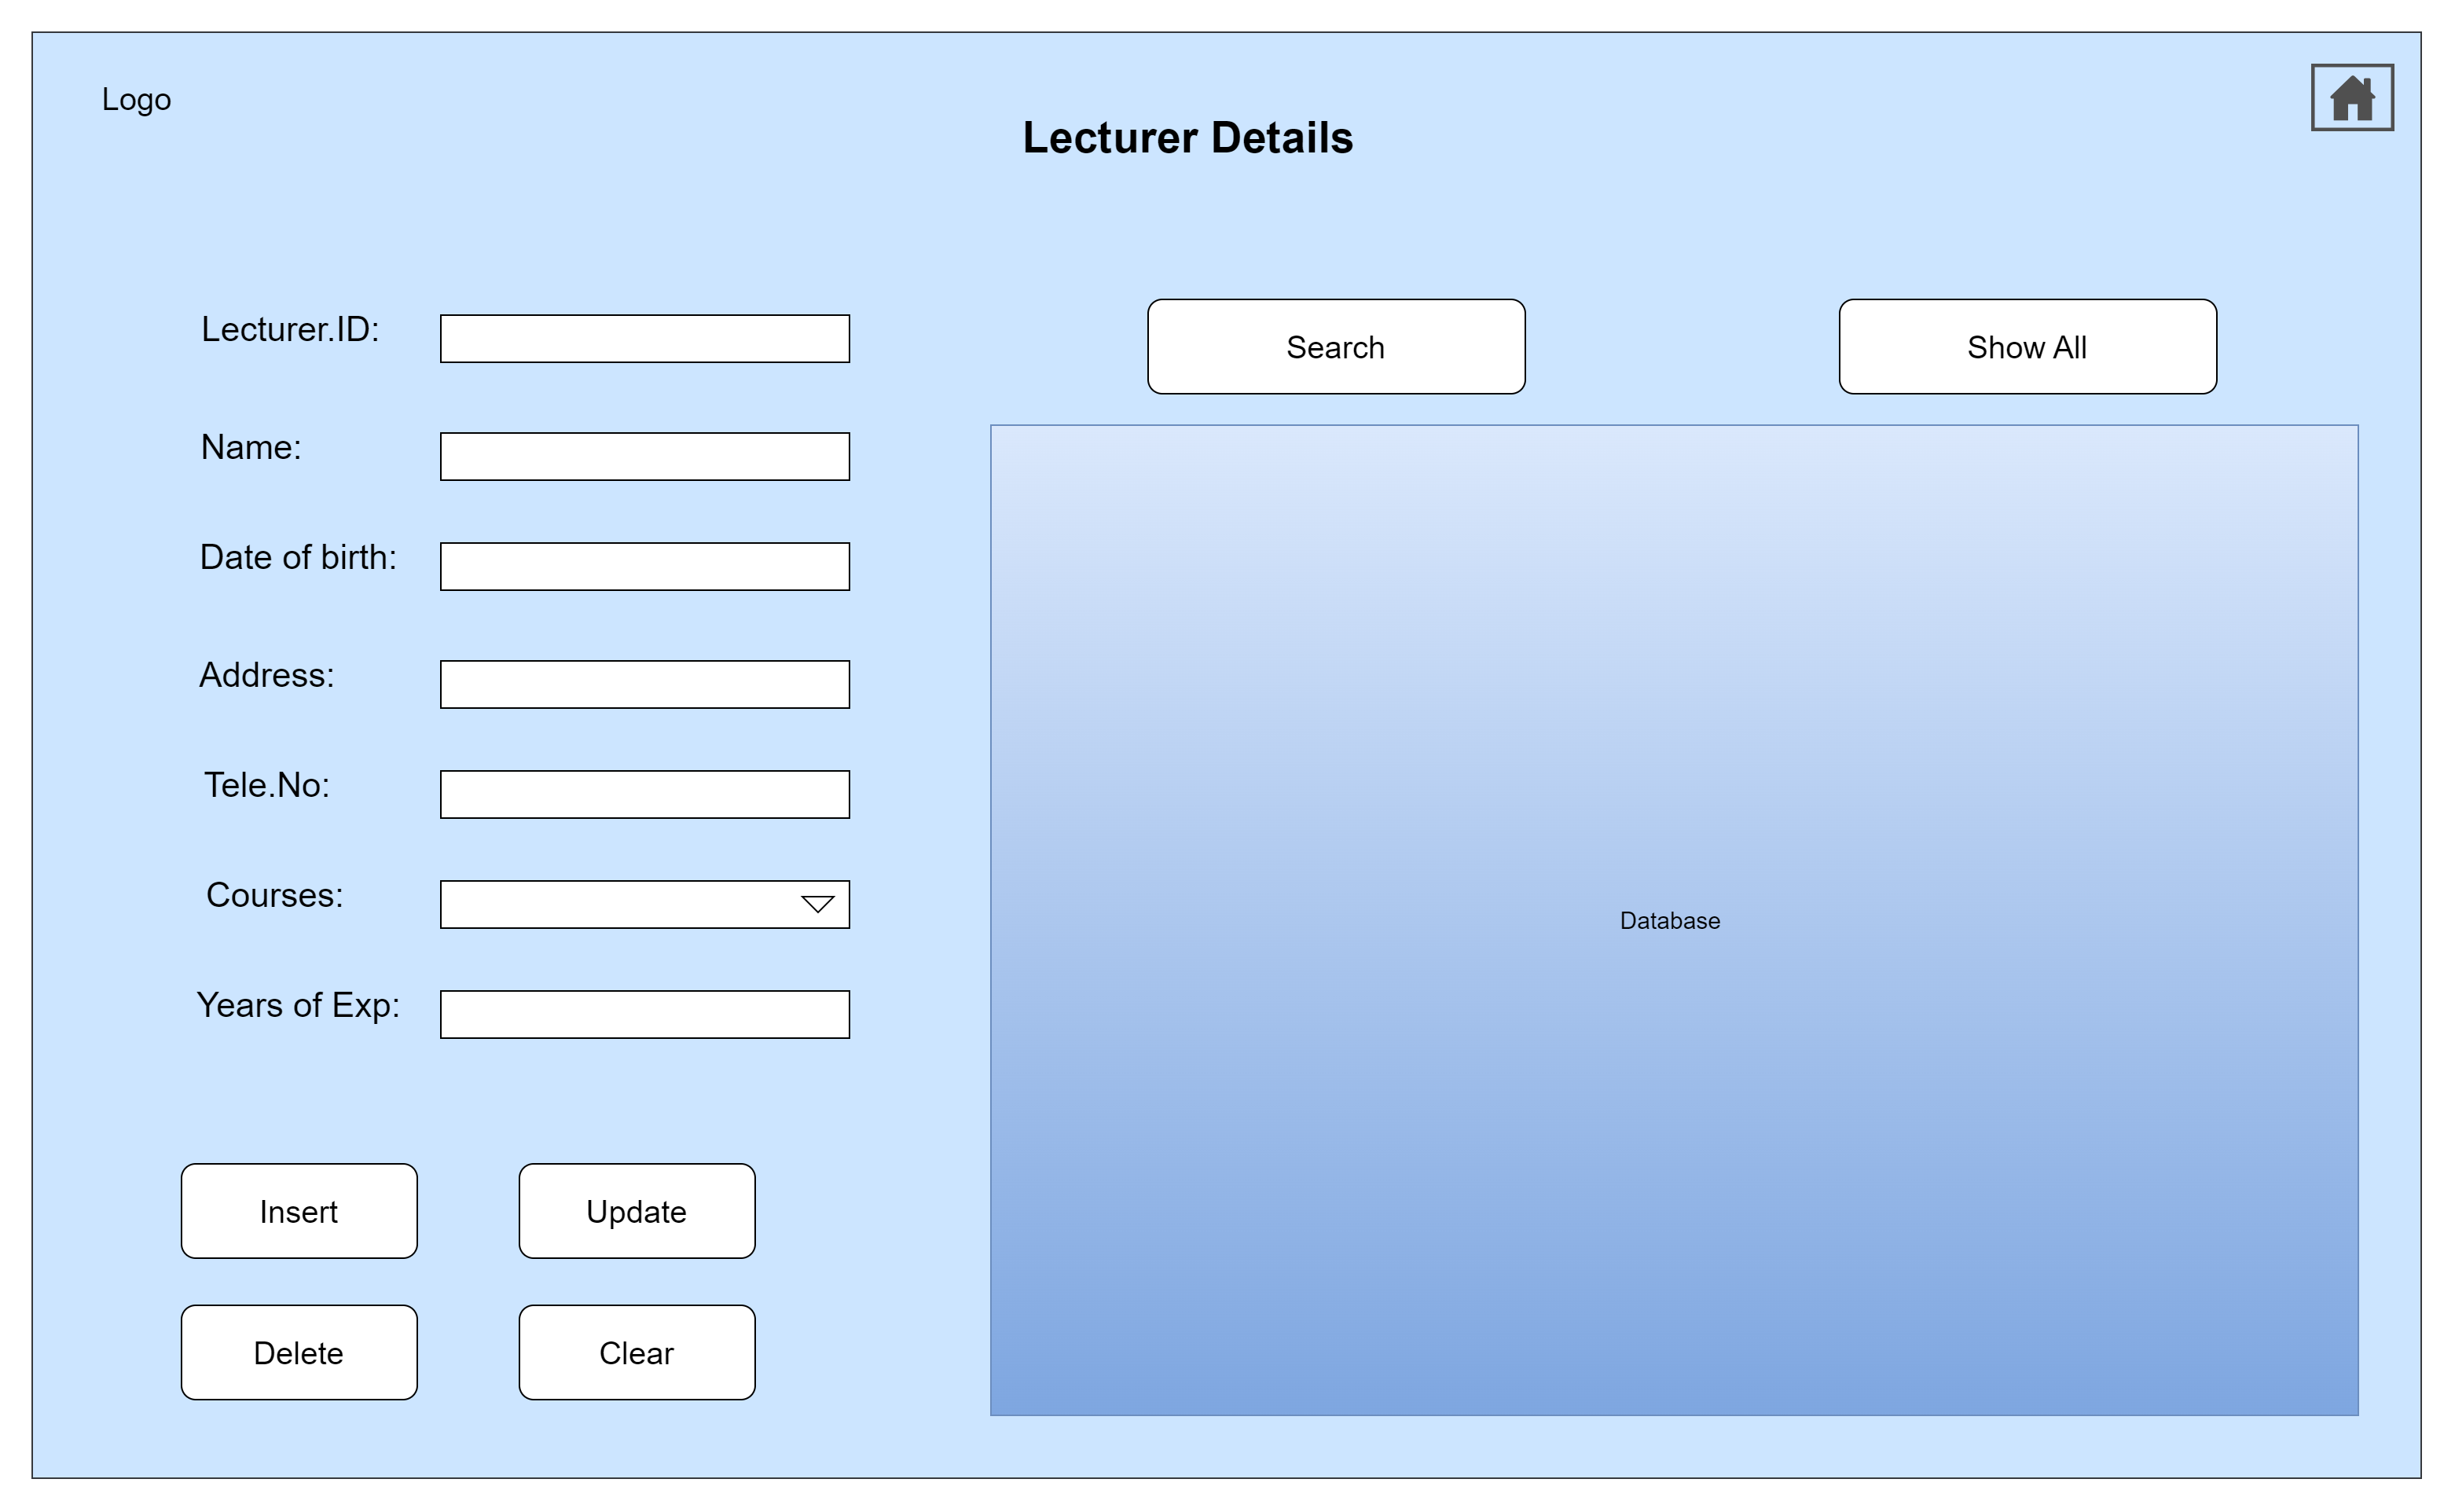 Logo
Lecturer Details
Lecturer.ID:
Name:
Date of birth:
Address:
Tele.No:
Courses:
Years of Exp:
Insert
Update
Delete
Clear
Search
Show All
Database